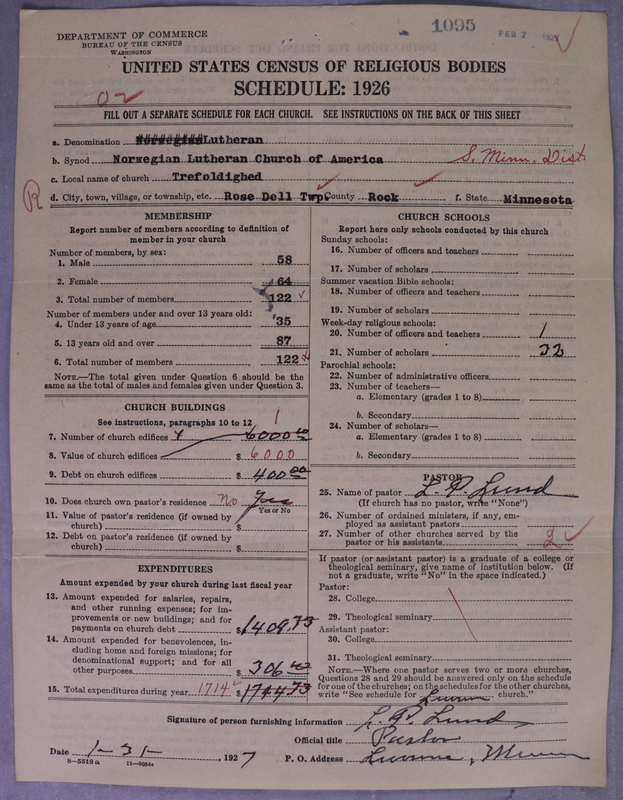 DEPARTMENT OF COMMERCE
BUREAU OF THE CENSUS
WASHINGTON
1095
FEB 2 1927
UNITED STATES CENSUS OF RELIGIOUS BODIES
SCHEDULE: 1926
02
FILL OUT A SEPARATE SCHEDULE FOR EACH CHURCH. SEE INSTRUCTIONS ON THE BACK OF THIS SHEET
a. Denomination Norwegian Lutheran
b. Synod Norwegian Lutheran Church of America S. Minn. Dist.
c. Local name of church Trefoldighed
R
d. City, town, village, or township, etc. Rose Dell Twp. County Rock f. State Minnesota
MEMBERSHIP
Report number of members according to definition of
member in your church
Number of members, by sex:
1. Male 58
2. Female 64
3. Total number of members 122
Number of members under and over 13 years old:
4. Under 13 years of age 35
5. 13 years old and over 87
6. Total number of members 122
NOTE.—The total given under Question 6 should be the
same as the total of males and females given under Question 3.
CHURCH BUILDINGS
See instructions, paragraphs 10 to 12
1
7. Number of church edifices 6000
8. Value of church edifices $ 6000
9. Debt on church edifices $ 400 00
10. Does church own pastor's residence No Yes
Yes or No
11. Value of pastor's residence (if owned by
church) $
12. Debt on pastor's residence (if owned by
church) $
EXPENDITURES
Amount expended by your church during last fiscal year
13. Amount expended for salaries, repairs,
and other running expenses; for im-
provements or new buildings; and for
payments on church debt $ 1408.73
14. Amount expended for benevolences, in-
cluding home and foreign missions; for
denominational support; and for all
other purposes $ 306
15. Total expenditures during year 1714 $ 1714 73
CHURCH SCHOOLS
Report here only schools conducted by this church
Sunday schools:
16. Number of officers and teachers
17. Number of scholars
Summer vacation Bible schools:
18. Number of officers and teachers
19. Number of scholars
Week-day religious schools:
20. Number of officers and teachers 1
21. Number of scholars 32
Parochial schools:
22. Number of administrative officers
23. Number of teachers—
a. Elementary (grades 1 to 8)
b. Secondary
24. Number of scholars—
a. Elementary (grades 1 to 8)
b. Secondary
PASTOR
25. Name of pastor L. P. Lund
(If church has no pastor, write "None")
26. Number of ordained ministers, if any, em-
ployed as assistant pastors
27. Number of other churches served by the
pastor or his assistants 2
If pastor (or assistant pastor) is a graduate of a college or
theological seminary, give name of institution below. (If
not a graduate, write "No" in the space indicated.)
Pastor:
28. College
29. Theological seminary
Assistant pastor:
30. College
31. Theological seminary
NOTE.—Where one pastor serves two or more churches,
Questions 28 and 29 should be answered only on the schedule
for one of the churches; on the schedules for the other churches,
write "See schedule for Luverne church."
Signature of person furnishing information L. P. Lund
Official title Pastor
Date 1-31-, 1927 P. O. Address Luverne, Minn
8—5518 a